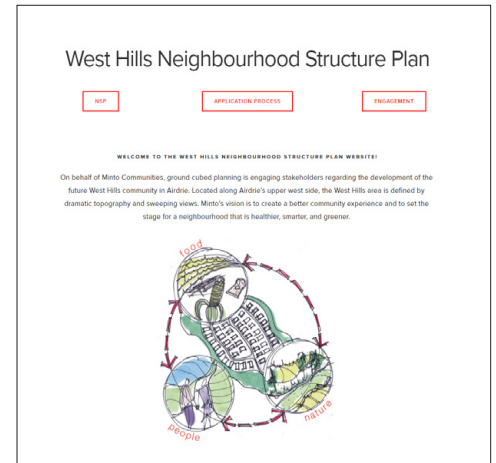 West Hills Neighbourhood Structure Plan
NSP
APPLICATION PROCESS
ENGAGEMENT
WELCOME TO THE WEST HILLS NEIGHBOURHOOD STRUCTURE PLAN WEBSITE!
On behalf of Minto Communities, ground cubed planning is engaging stakeholders regarding the development of the
future West Hills community in Airdrie. Located along Airdrie's upper west side, the West Hills area is defined by
dramatic topography and sweeping views. Minto's vision is to create a better community experience and to set the
stage for a neighbourhood that is healthier, smarter, and greener.
food
people
nature